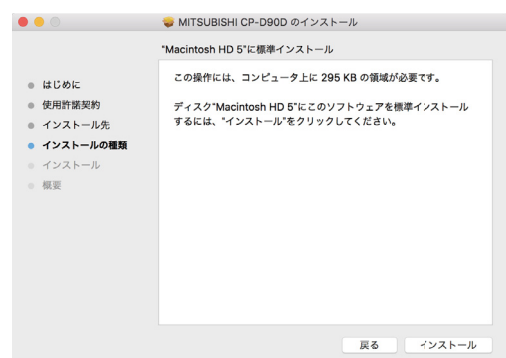 MITSUBISHI CP-D90D のインストール
"Macintosh HD 5"に標準インストール
はじめに
使用許諾契約
インストール先
インストールの種類
インストール
概要
この操作には、コンピュータ上に 295 KB の領域が必要です。
ディスク"Macintosh HD 5"にこのソフトウェアを標準インストール
するには、"インストール"をクリックしてください。
戻る
インストール